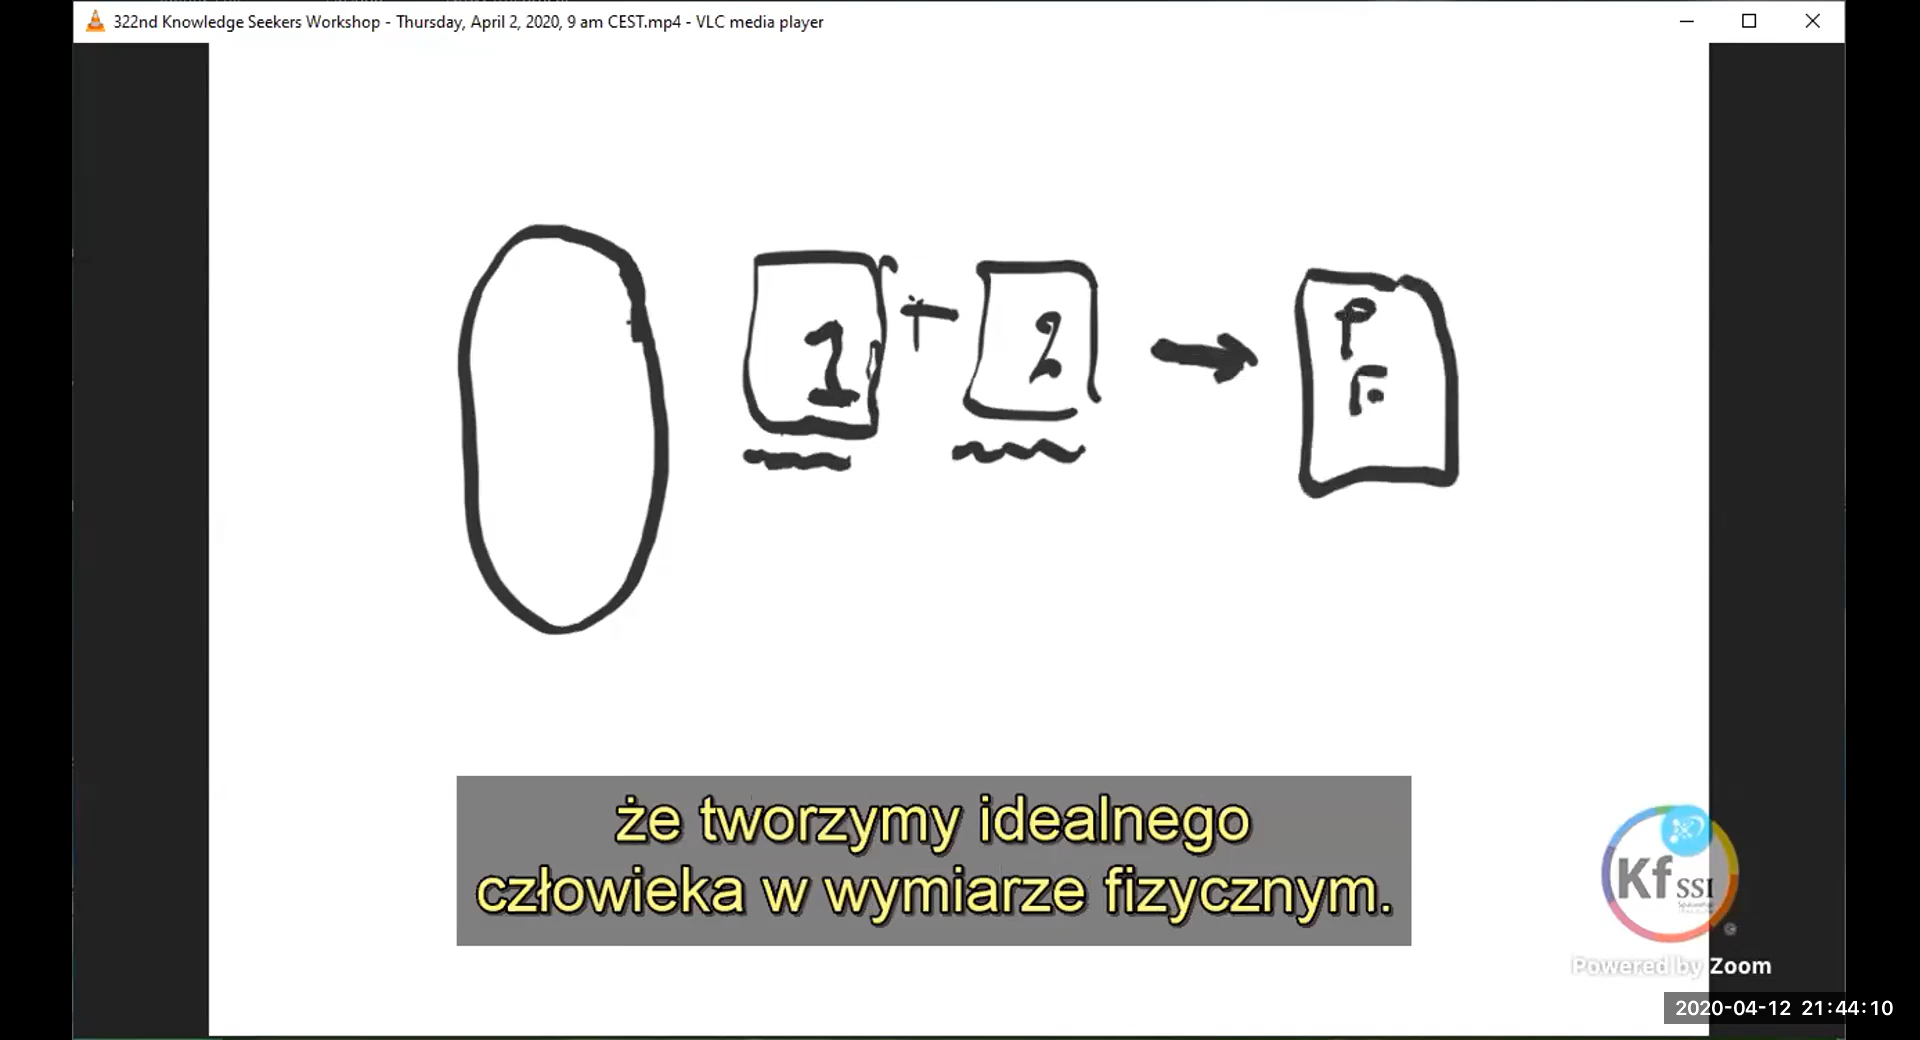 322nd Knowledge Seekers Workshop - Thursday, April 2, 2020, 9 am CEST.mp4 - VLC media player
1 + 2
P
F
że tworzymy idealnego
człowieka w wymiarze fizycznym.
Kf SSI
Powered by Zoom
2020-04-12 21:44:10